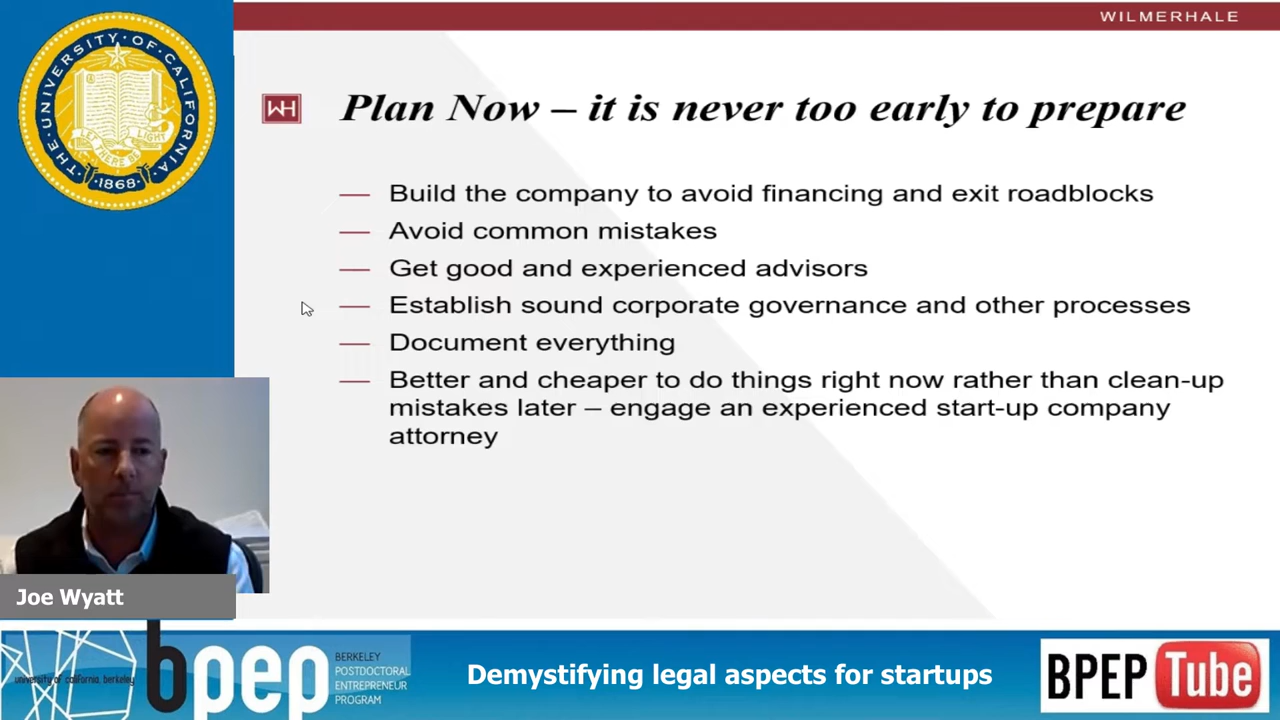 WILMERHALE
THE·UNIVERSITY·OF·CALIFORNIA
LET THERE BE LIGHT
·1868·
WH
Plan Now – it is never too early to prepare
— Build the company to avoid financing and exit roadblocks
— Avoid common mistakes
— Get good and experienced advisors
— Establish sound corporate governance and other processes
— Document everything
— Better and cheaper to do things right now rather than clean-up
mistakes later – engage an experienced start-up company
attorney
Joe Wyatt
university of california, berkeley
bpep
BERKELEY
POSTDOCTORAL
ENTREPRENEUR
PROGRAM
Demystifying legal aspects for startups
BPEP Tube